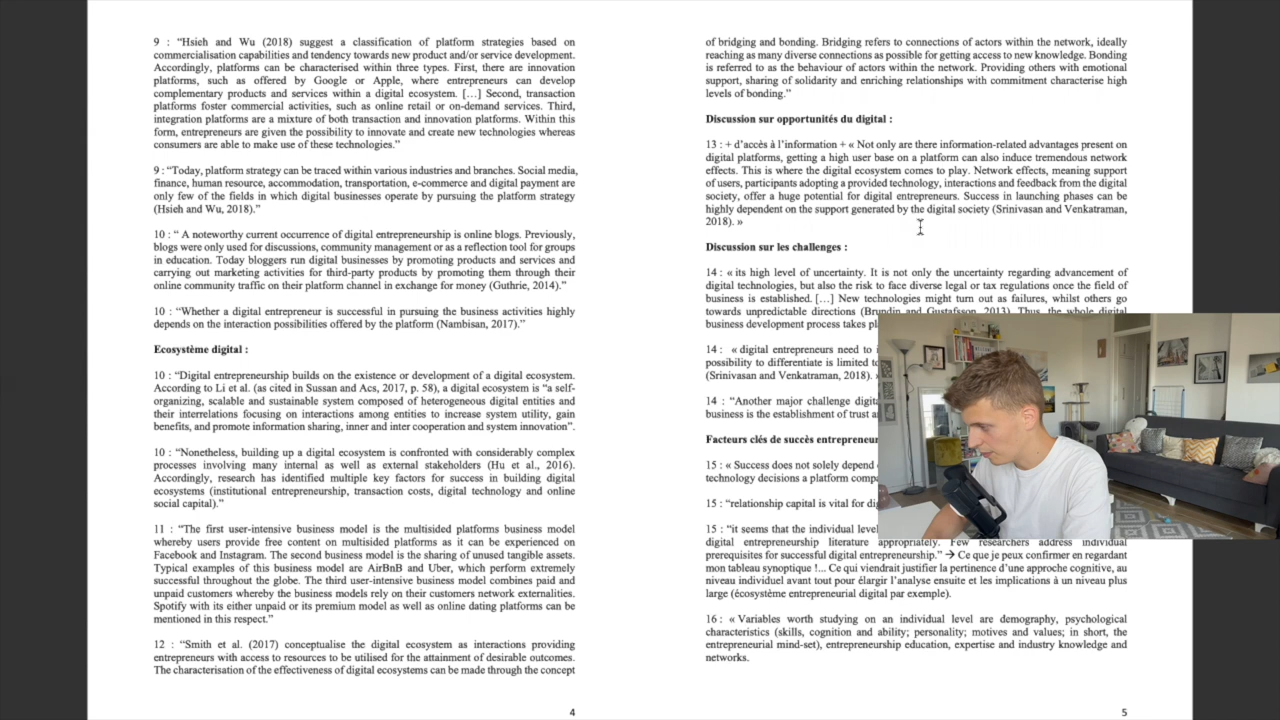 9 : “Hsieh and Wu (2018) suggest a classification of platform strategies based on
commercialisation capabilities and tendency towards new product and/or service development.
Accordingly, platforms can be characterised within three types. First, there are innovation
platforms, such as offered by Google or Apple, where entrepreneurs can develop
complementary products and services within a digital ecosystem. […] Second, transaction
platforms foster commercial activities, such as online retail or on-demand services. Third,
integration platforms are a mixture of both transaction and innovation platforms. Within this
form, entrepreneurs are given the possibility to innovate and create new technologies whereas
consumers are able to make use of these technologies.”
9 : “Today, platform strategy can be traced within various industries and branches. Social media,
finance, human resource, accommodation, transportation, e-commerce and digital payment are
only few of the fields in which digital businesses operate by pursuing the platform strategy
(Hsieh and Wu, 2018).”
10 : “ A noteworthy current occurrence of digital entrepreneurship is online blogs. Previously,
blogs were only used for discussions, community management or as a reflection tool for groups
in education. Today bloggers run digital businesses by promoting products and services and
carrying out marketing activities for third-party products by promoting them through their
online community traffic on their platform channel in exchange for money (Guthrie, 2014).”
10 : “Whether a digital entrepreneur is successful in pursuing the business activities highly
depends on the interaction possibilities offered by the platform (Nambisan, 2017).”
Ecosystème digital :
10 : “Digital entrepreneurship builds on the existence or development of a digital ecosystem.
According to Li et al. (as cited in Sussan and Acs, 2017, p. 58), a digital ecosystem is “a self-
organizing, scalable and sustainable system composed of heterogeneous digital entities and
their interrelations focusing on interactions among entities to increase system utility, gain
benefits, and promote information sharing, inner and inter cooperation and system innovation”.
10 : “Nonetheless, building up a digital ecosystem is confronted with considerably complex
processes involving many internal as well as external stakeholders (Hu et al., 2016).
Accordingly, research has identified multiple key factors for success in building digital
ecosystems (institutional entrepreneurship, transaction costs, digital technology and online
social capital).”
11 : “The first user-intensive business model is the multisided platforms business model
whereby users provide free content on multisided platforms as it can be experienced on
Facebook and Instagram. The second business model is the sharing of unused tangible assets.
Typical examples of this business model are AirBnB and Uber, which perform extremely
successful throughout the globe. The third user-intensive business model combines paid and
unpaid customers whereby the business models rely on their customers network externalities.
Spotify with its either unpaid or its premium model as well as online dating platforms can be
mentioned in this respect.”
12 : “Smith et al. (2017) conceptualise the digital ecosystem as interactions providing
entrepreneurs with access to resources to be utilised for the attainment of desirable outcomes.
The characterisation of the effectiveness of digital ecosystems can be made through the concept
4
of bridging and bonding. Bridging refers to connections of actors within the network, ideally
reaching as many diverse connections as possible for getting access to new knowledge. Bonding
is referred to as the behaviour of actors within the network. Providing others with emotional
support, sharing of solidarity and enriching relationships with commitment characterise high
levels of bonding.”
Discussion sur opportunités du digital :
13 : + d’accès à l’information + « Not only are there information-related advantages present on
digital platforms, getting a high user base on a platform can also induce tremendous network
effects. This is where the digital ecosystem comes to play. Network effects, meaning support
of users, participants adopting a provided technology, interactions and feedback from the digital
society, offer a huge potential for digital entrepreneurs. Success in launching phases can be
highly dependent on the support generated by the digital society (Srinivasan and Venkatraman,
2018). »
Discussion sur les challenges :
14 : « its high level of uncertainty. It is not only the uncertainty regarding advancement of
digital technologies, but also the risk to face diverse legal or tax regulations once the field of
business is established. […] New technologies might turn out as failures, whilst others go
towards unpredictable directions (Brundin and Gustafsson, 2013). Thus, the whole digital
business development process takes pl
14 : « digital entrepreneurs need to
possibility to differentiate is limited to
(Srinivasan and Venkatraman, 2018). »
14 : “Another major challenge digita
business is the establishment of trust a
Facteurs clés de succès entrepreneur
15 : « Success does not solely depend
technology decisions a platform comp
15 : “relationship capital is vital for di
15 : “it seems that the individual level
digital entrepreneurship literature appropriately. Few researchers address individual
prerequisites for successful digital entrepreneurship.” → Ce que je peux confirmer en regardant
mon tableau synoptique !... Ce qui viendrait justifier la pertinence d’une approche cognitive, au
niveau individuel avant tout pour élargir l’analyse ensuite et les implications à un niveau plus
large (écosystème entrepreneurial digital par exemple).
16 : « Variables worth studying on an individual level are demography, psychological
characteristics (skills, cognition and ability; personality; motives and values; in short, the
entrepreneurial mind-set), entrepreneurship education, expertise and industry knowledge and
networks.
5